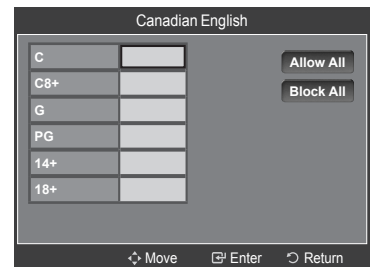 Canadian English
C
Allow All
C8+
Block All
G
PG
14+
18+
Move Enter Return